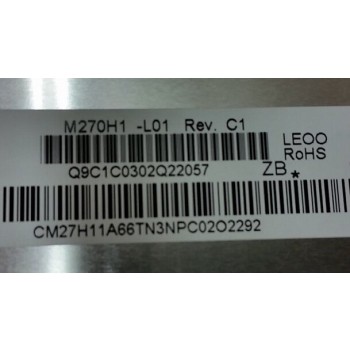 M270H1 -L01 Rev. C1
LEOO
RoHS
Q9C1C0302Q22057
ZB★
CM27H11A66TN3NPC02O2292